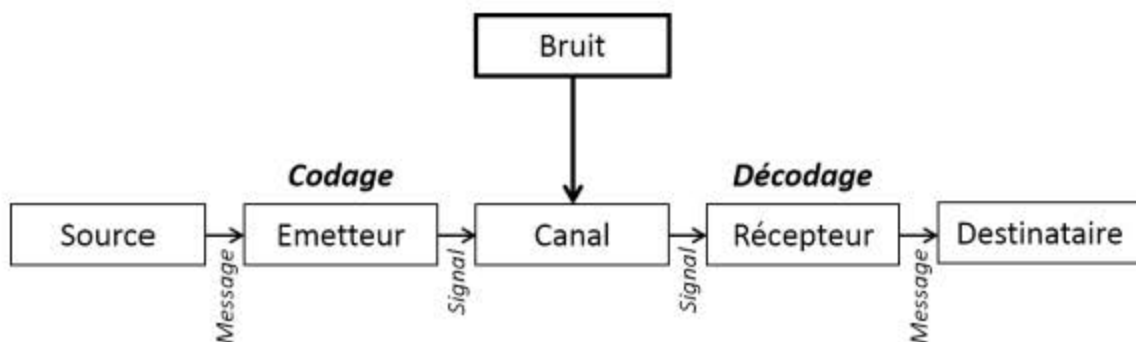 Bruit
Codage
Décodage
Source
Emetteur
Canal
Récepteur
Destinataire
Message
Signal
Signal
Message